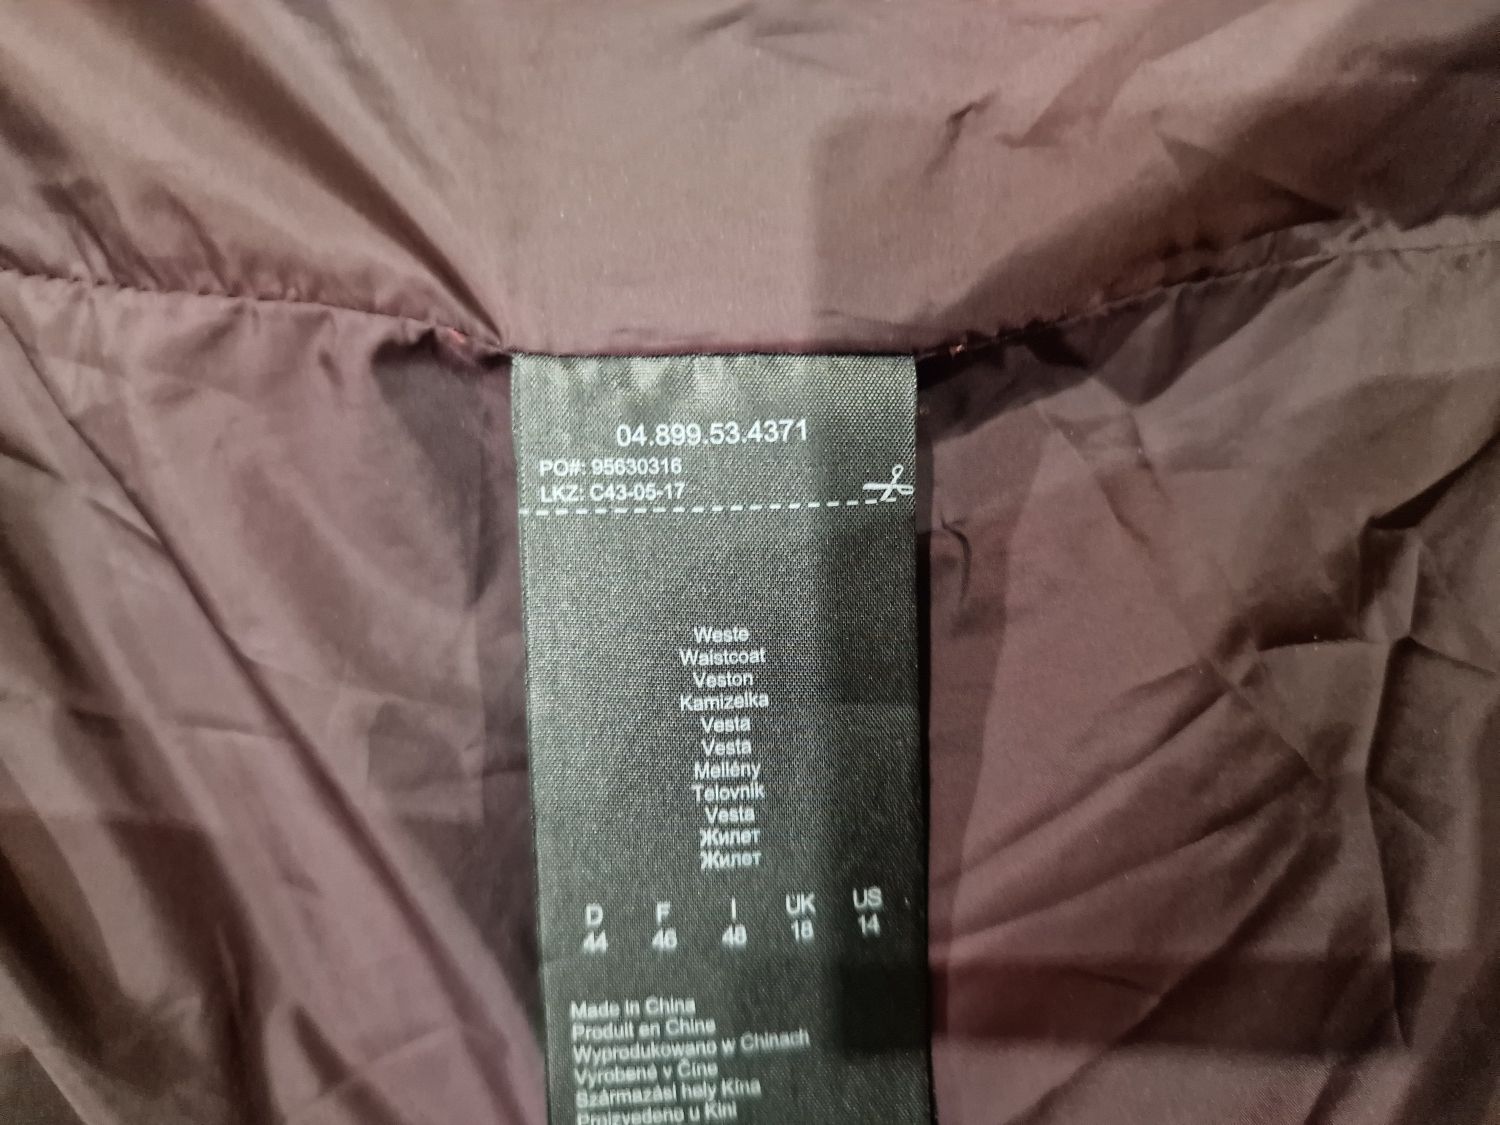 04.899.53.4371
PO#: 95630316
LKZ: C43-05-17
Weste
Waistcoat
Veston
Kamizelka
Vesta
Vesta
Mellény
Telovnik
Vesta
Жилет
Жилет
D F I UK US
44 46 48 18 14
Made in China
Produit en Chine
Wyprodukowano w Chinach
Vyrobené v Číne
Származási hely Kína
Proizvedeno u Kini